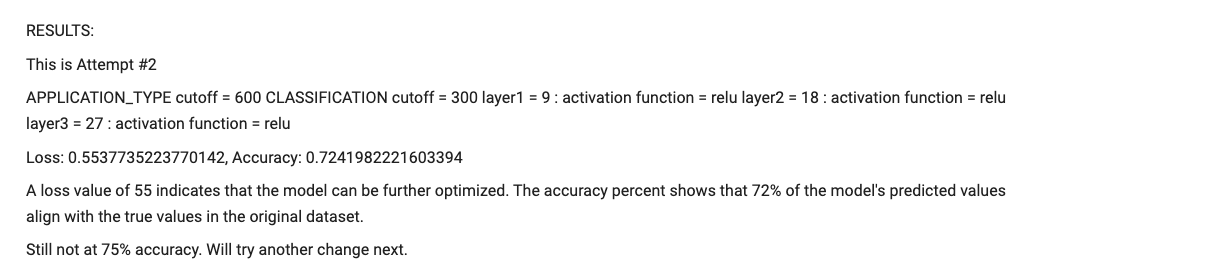 RESULTS:
This is Attempt #2
APPLICATION_TYPE cutoff = 600 CLASSIFICATION cutoff = 300 layer1 = 9 : activation function = relu layer2 = 18 : activation function = relu
layer3 = 27 : activation function = relu
Loss: 0.5537735223770142, Accuracy: 0.7241982221603394
A loss value of 55 indicates that the model can be further optimized. The accuracy percent shows that 72% of the model's predicted values
align with the true values in the original dataset.
Still not at 75% accuracy. Will try another change next.